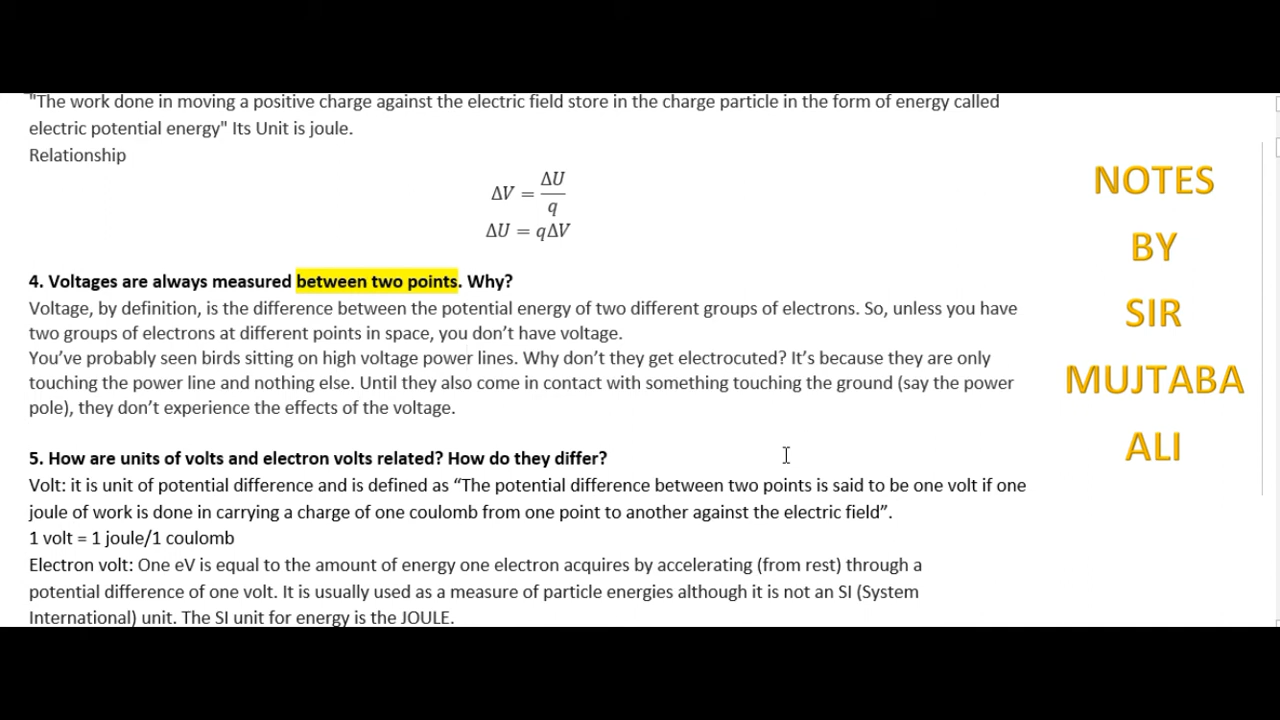 "The work done in moving a positive charge against the electric field store in the charge particle in the form of energy called
electric potential energy" Its Unit is joule.
Relationship
ΔV = ΔU/q
ΔU = qΔV
4. Voltages are always measured between two points. Why?
Voltage, by definition, is the difference between the potential energy of two different groups of electrons. So, unless you have
two groups of electrons at different points in space, you don't have voltage.
You've probably seen birds sitting on high voltage power lines. Why don't they get electrocuted? It's because they are only
touching the power line and nothing else. Until they also come in contact with something touching the ground (say the power
pole), they don't experience the effects of the voltage.
5. How are units of volts and electron volts related? How do they differ?
Volt: it is unit of potential difference and is defined as “The potential difference between two points is said to be one volt if one
joule of work is done in carrying a charge of one coulomb from one point to another against the electric field”.
1 volt = 1 joule/1 coulomb
Electron volt: One eV is equal to the amount of energy one electron acquires by accelerating (from rest) through a
potential difference of one volt. It is usually used as a measure of particle energies although it is not an SI (System
International) unit. The SI unit for energy is the JOULE.
NOTES
BY
SIR
MUJTABA
ALI